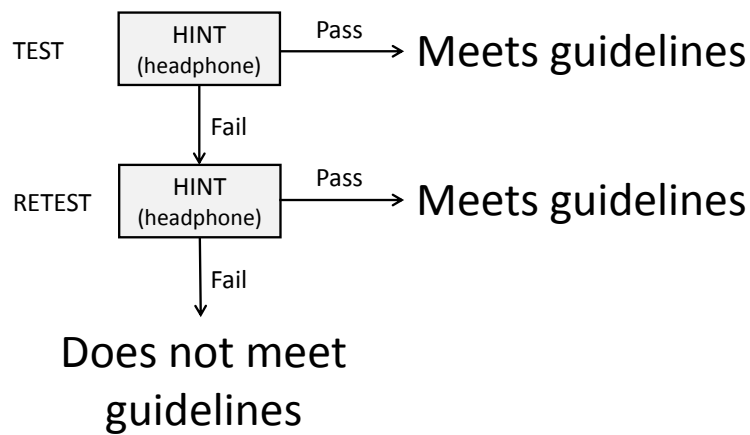 TEST
HINT
(headphone)
Pass
Meets guidelines
Fail
RETEST
HINT
(headphone)
Pass
Meets guidelines
Fail
Does not meet
guidelines